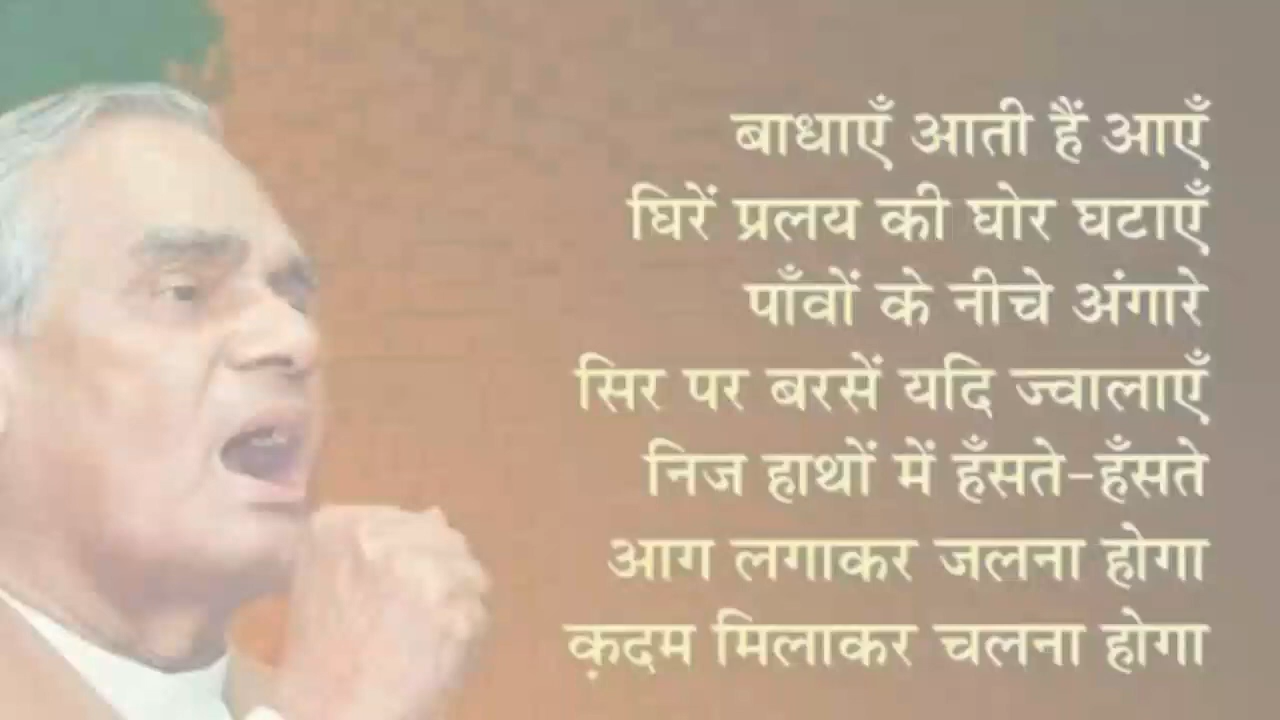 बाधाएँ आती हैं आएँ
घिरें प्रलय की घोर घटाएँ
पाँवों के नीचे अंगारे
सिर पर बरसें यदि ज्वालाएँ
निज हाथों में हँसते-हँसते
आग लगाकर जलना होगा
क़दम मिलाकर चलना होगा